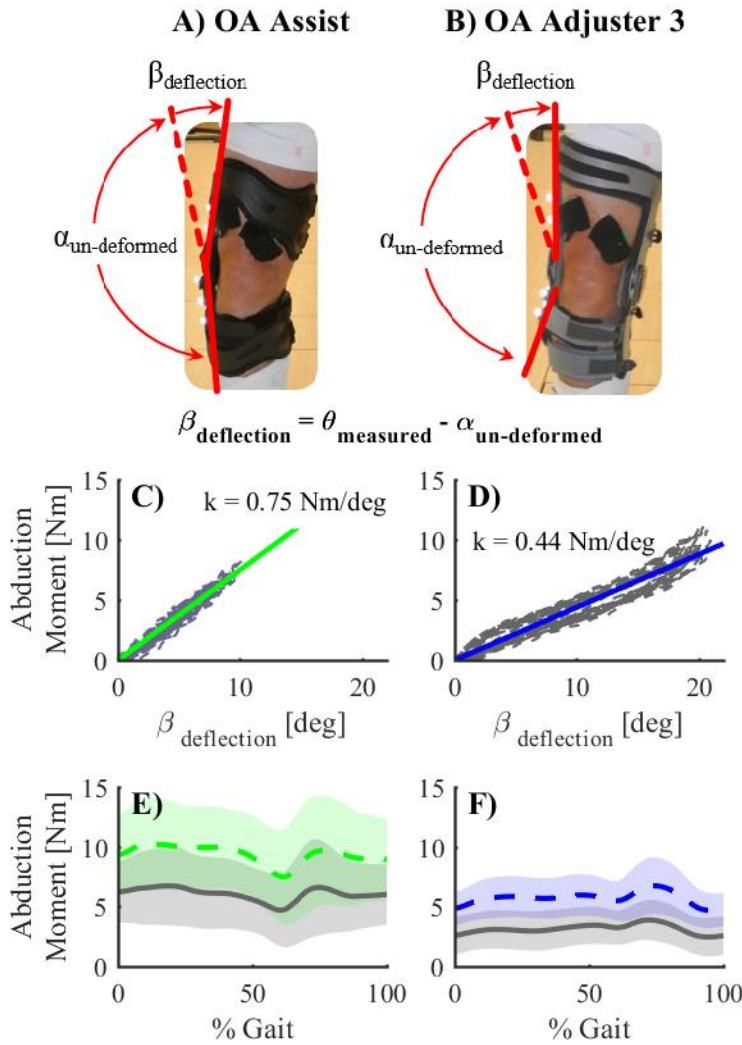 A) OA Assist
B) OA Adjuster 3
βdeflection
βdeflection
αun-deformed
αun-deformed
βdeflection = θmeasured - αun-deformed
15
10
5
0
Abduction
Moment [Nm]
C)
k = 0.75 Nm/deg
0
10
20
β deflection [deg]
15
10
5
0
D)
k = 0.44 Nm/deg
0
10
20
β deflection [deg]
15
10
5
0
Abduction
Moment [Nm]
E)
0
50
100
% Gait
15
10
5
0
F)
0
50
100
% Gait